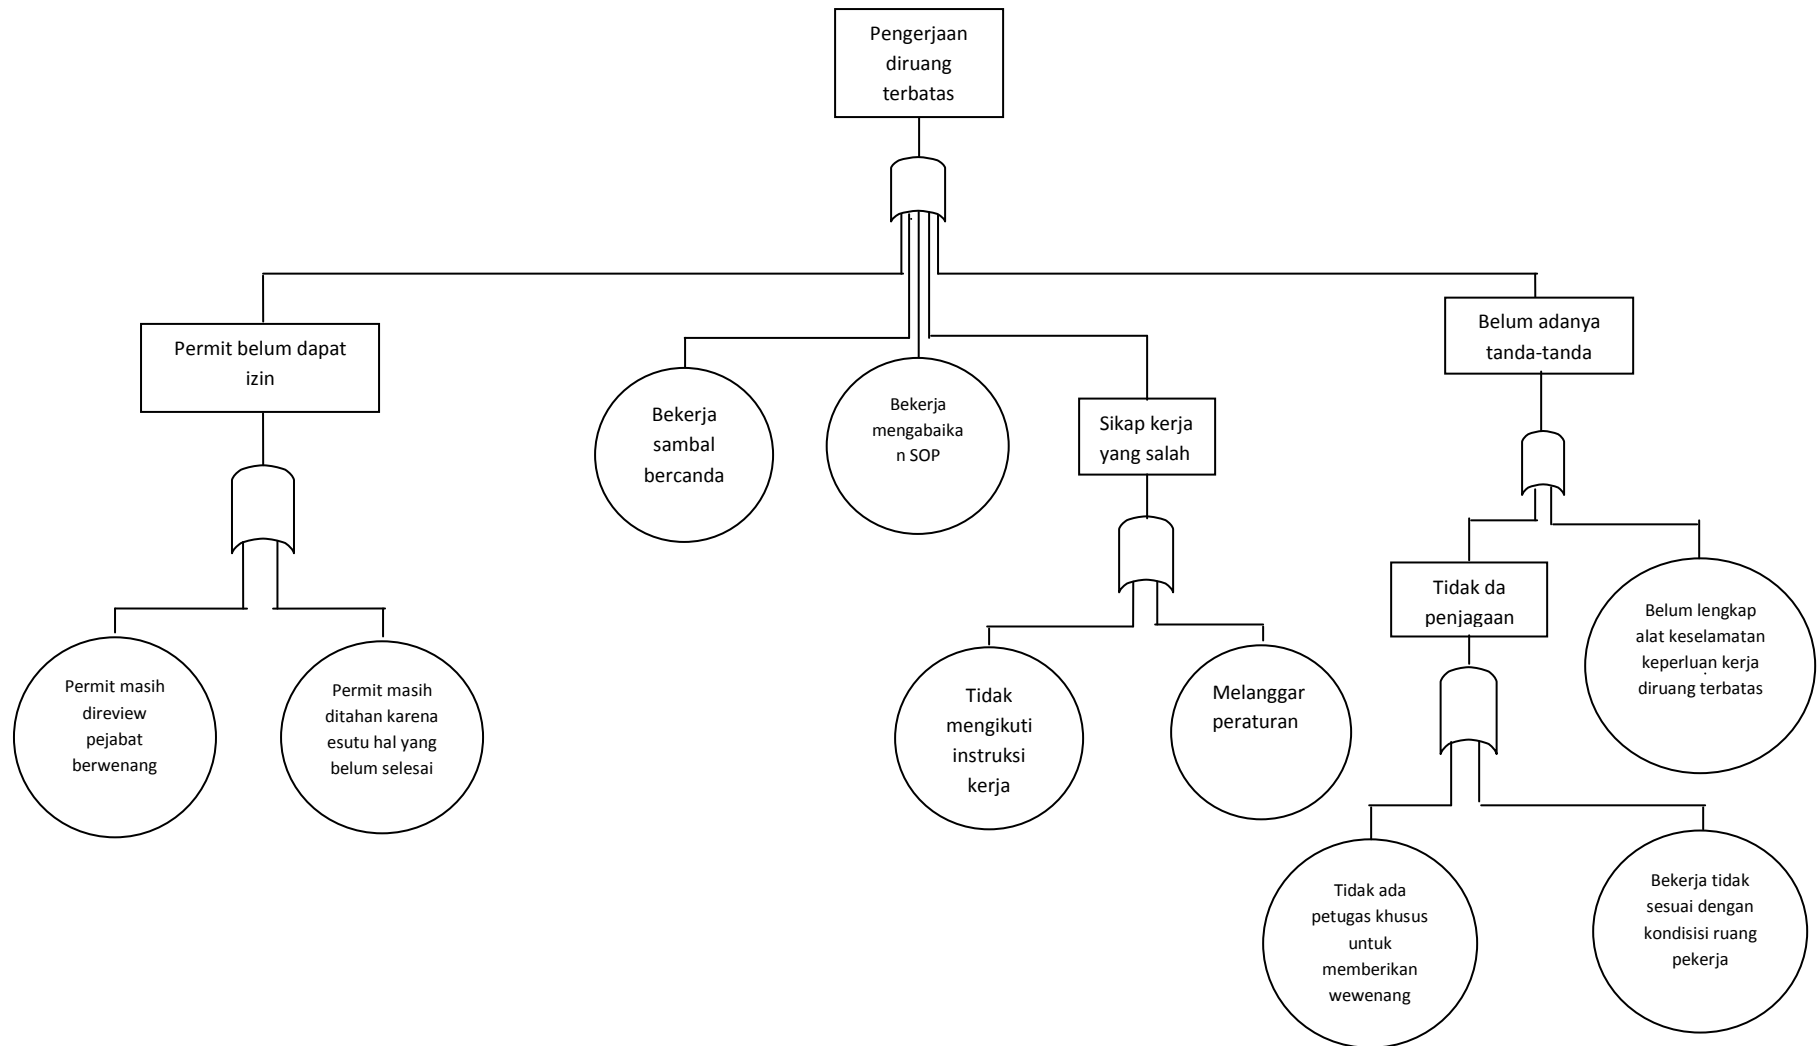 Pengerjaan
diruang
terbatas
Permit belum dapat
izin
Bekerja
sambal
bercanda
Bekerja
mengabaika
n SOP
Sikap kerja
yang salah
Belum adanya
tanda-tanda
Tidak da
penjagaan
Belum lengkap
alat keselamatan
keperluan kerja
diruang terbatas
Permit masih
direview
pejabat
berwenang
Permit masih
ditahan karena
esutu hal yang
belum selesai
Tidak
mengikuti
instruksi
kerja
Melanggar
peraturan
Tidak ada
petugas khusus
untuk
memberikan
wewenang
Bekerja tidak
sesuai dengan
kondisisi ruang
pekerja